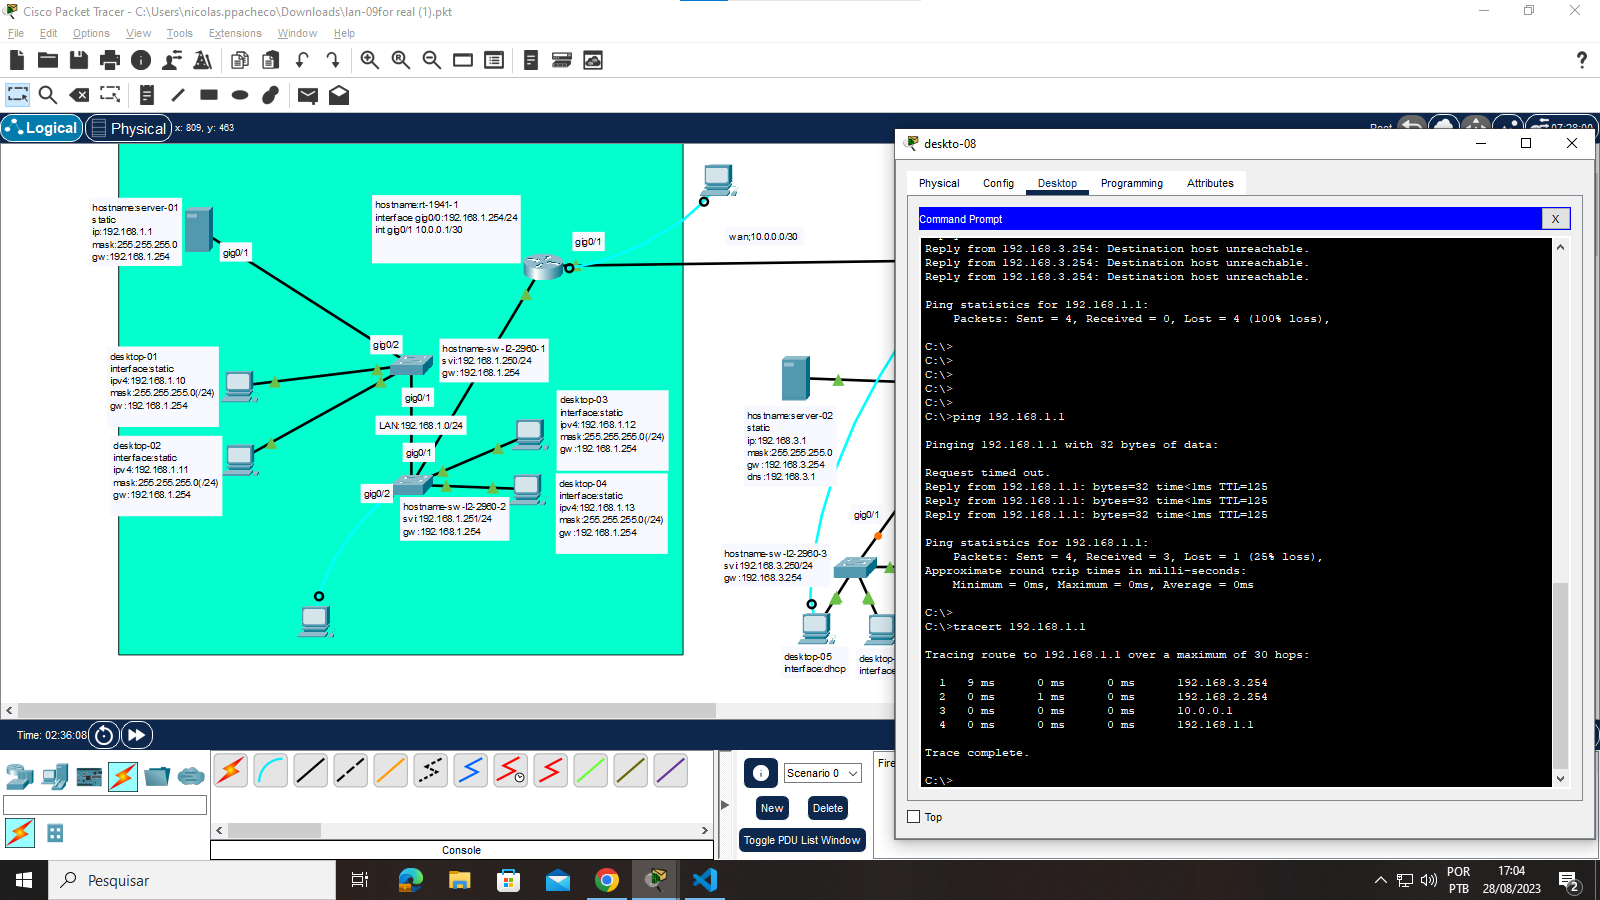 Cisco Packet Tracer - C:\Users\nicolas.ppacheco\Downloads\lan-09for real (1).pkt
File Edit Options View Tools Extensions Window Help
Logical
Physical
x: 809, y: 463
Root
07:28:00
hostname:server-01
static
ip:192.168.1.1
mask:255.255.255.0
gw:192.168.1.254
gig0/1
hostname:rt-1941-1
interface gig0/0:192.168.1.254/24
int gig0/1 10.0.0.1/30
gig0/1
wan;10.0.0.0/30
gig0/2
hostname-sw-l2-2960-1
svi:192.168.1.250/24
gw:192.168.1.254
desktop-01
interface:static
ipv4:192.168.1.10
mask:255.255.255.0(/24)
gw:192.168.1.254
gig0/1
LAN:192.168.1.0/24
gig0/1
desktop-03
interface:static
ipv4:192.168.1.12
mask:255.255.255.0(/24)
gw:192.168.1.254
desktop-02
interface:static
ipv4:192.168.1.11
mask:255.255.255.0(/24)
gw:192.168.1.254
gig0/2
hostname-sw-l2-2960-2
svi:192.168.1.251/24
gw:192.168.1.254
desktop-04
interface:static
ipv4:192.168.1.13
mask:255.255.255.0(/24)
gw:192.168.1.254
hostname:server-02
static
ip:192.168.3.1
mask:255.255.255.0
gw:192.168.3.254
dns:192.168.3.1
gig0/1
hostname-sw-l2-2960-3
svi:192.168.3.250/24
gw:192.168.3.254
desktop-05
interface:dhcp
desktop-
interface
deskto-08
Physical Config Desktop Programming Attributes
Command Prompt
X
Reply from 192.168.3.254: Destination host unreachable.
Reply from 192.168.3.254: Destination host unreachable.
Reply from 192.168.3.254: Destination host unreachable.
Ping statistics for 192.168.1.1:
Packets: Sent = 4, Received = 0, Lost = 4 (100% loss),
C:\>
C:\>
C:\>
C:\>
C:\>
C:\>ping 192.168.1.1
Pinging 192.168.1.1 with 32 bytes of data:
Request timed out.
Reply from 192.168.1.1: bytes=32 time<1ms TTL=125
Reply from 192.168.1.1: bytes=32 time<1ms TTL=125
Reply from 192.168.1.1: bytes=32 time<1ms TTL=125
Ping statistics for 192.168.1.1:
Packets: Sent = 4, Received = 3, Lost = 1 (25% loss),
Approximate round trip times in milli-seconds:
Minimum = 0ms, Maximum = 0ms, Average = 0ms
C:\>
C:\>tracert 192.168.1.1
Tracing route to 192.168.1.1 over a maximum of 30 hops:
1 9 ms 0 ms 0 ms 192.168.3.254
2 0 ms 1 ms 0 ms 192.168.2.254
3 0 ms 0 ms 0 ms 10.0.0.1
4 0 ms 0 ms 0 ms 192.168.1.1
Trace complete.
C:\>
Top
Time: 02:36:08
Console
Scenario 0
New
Delete
Toggle PDU List Window
Fire
Pesquisar
POR
PTB
17:04
28/08/2023
2